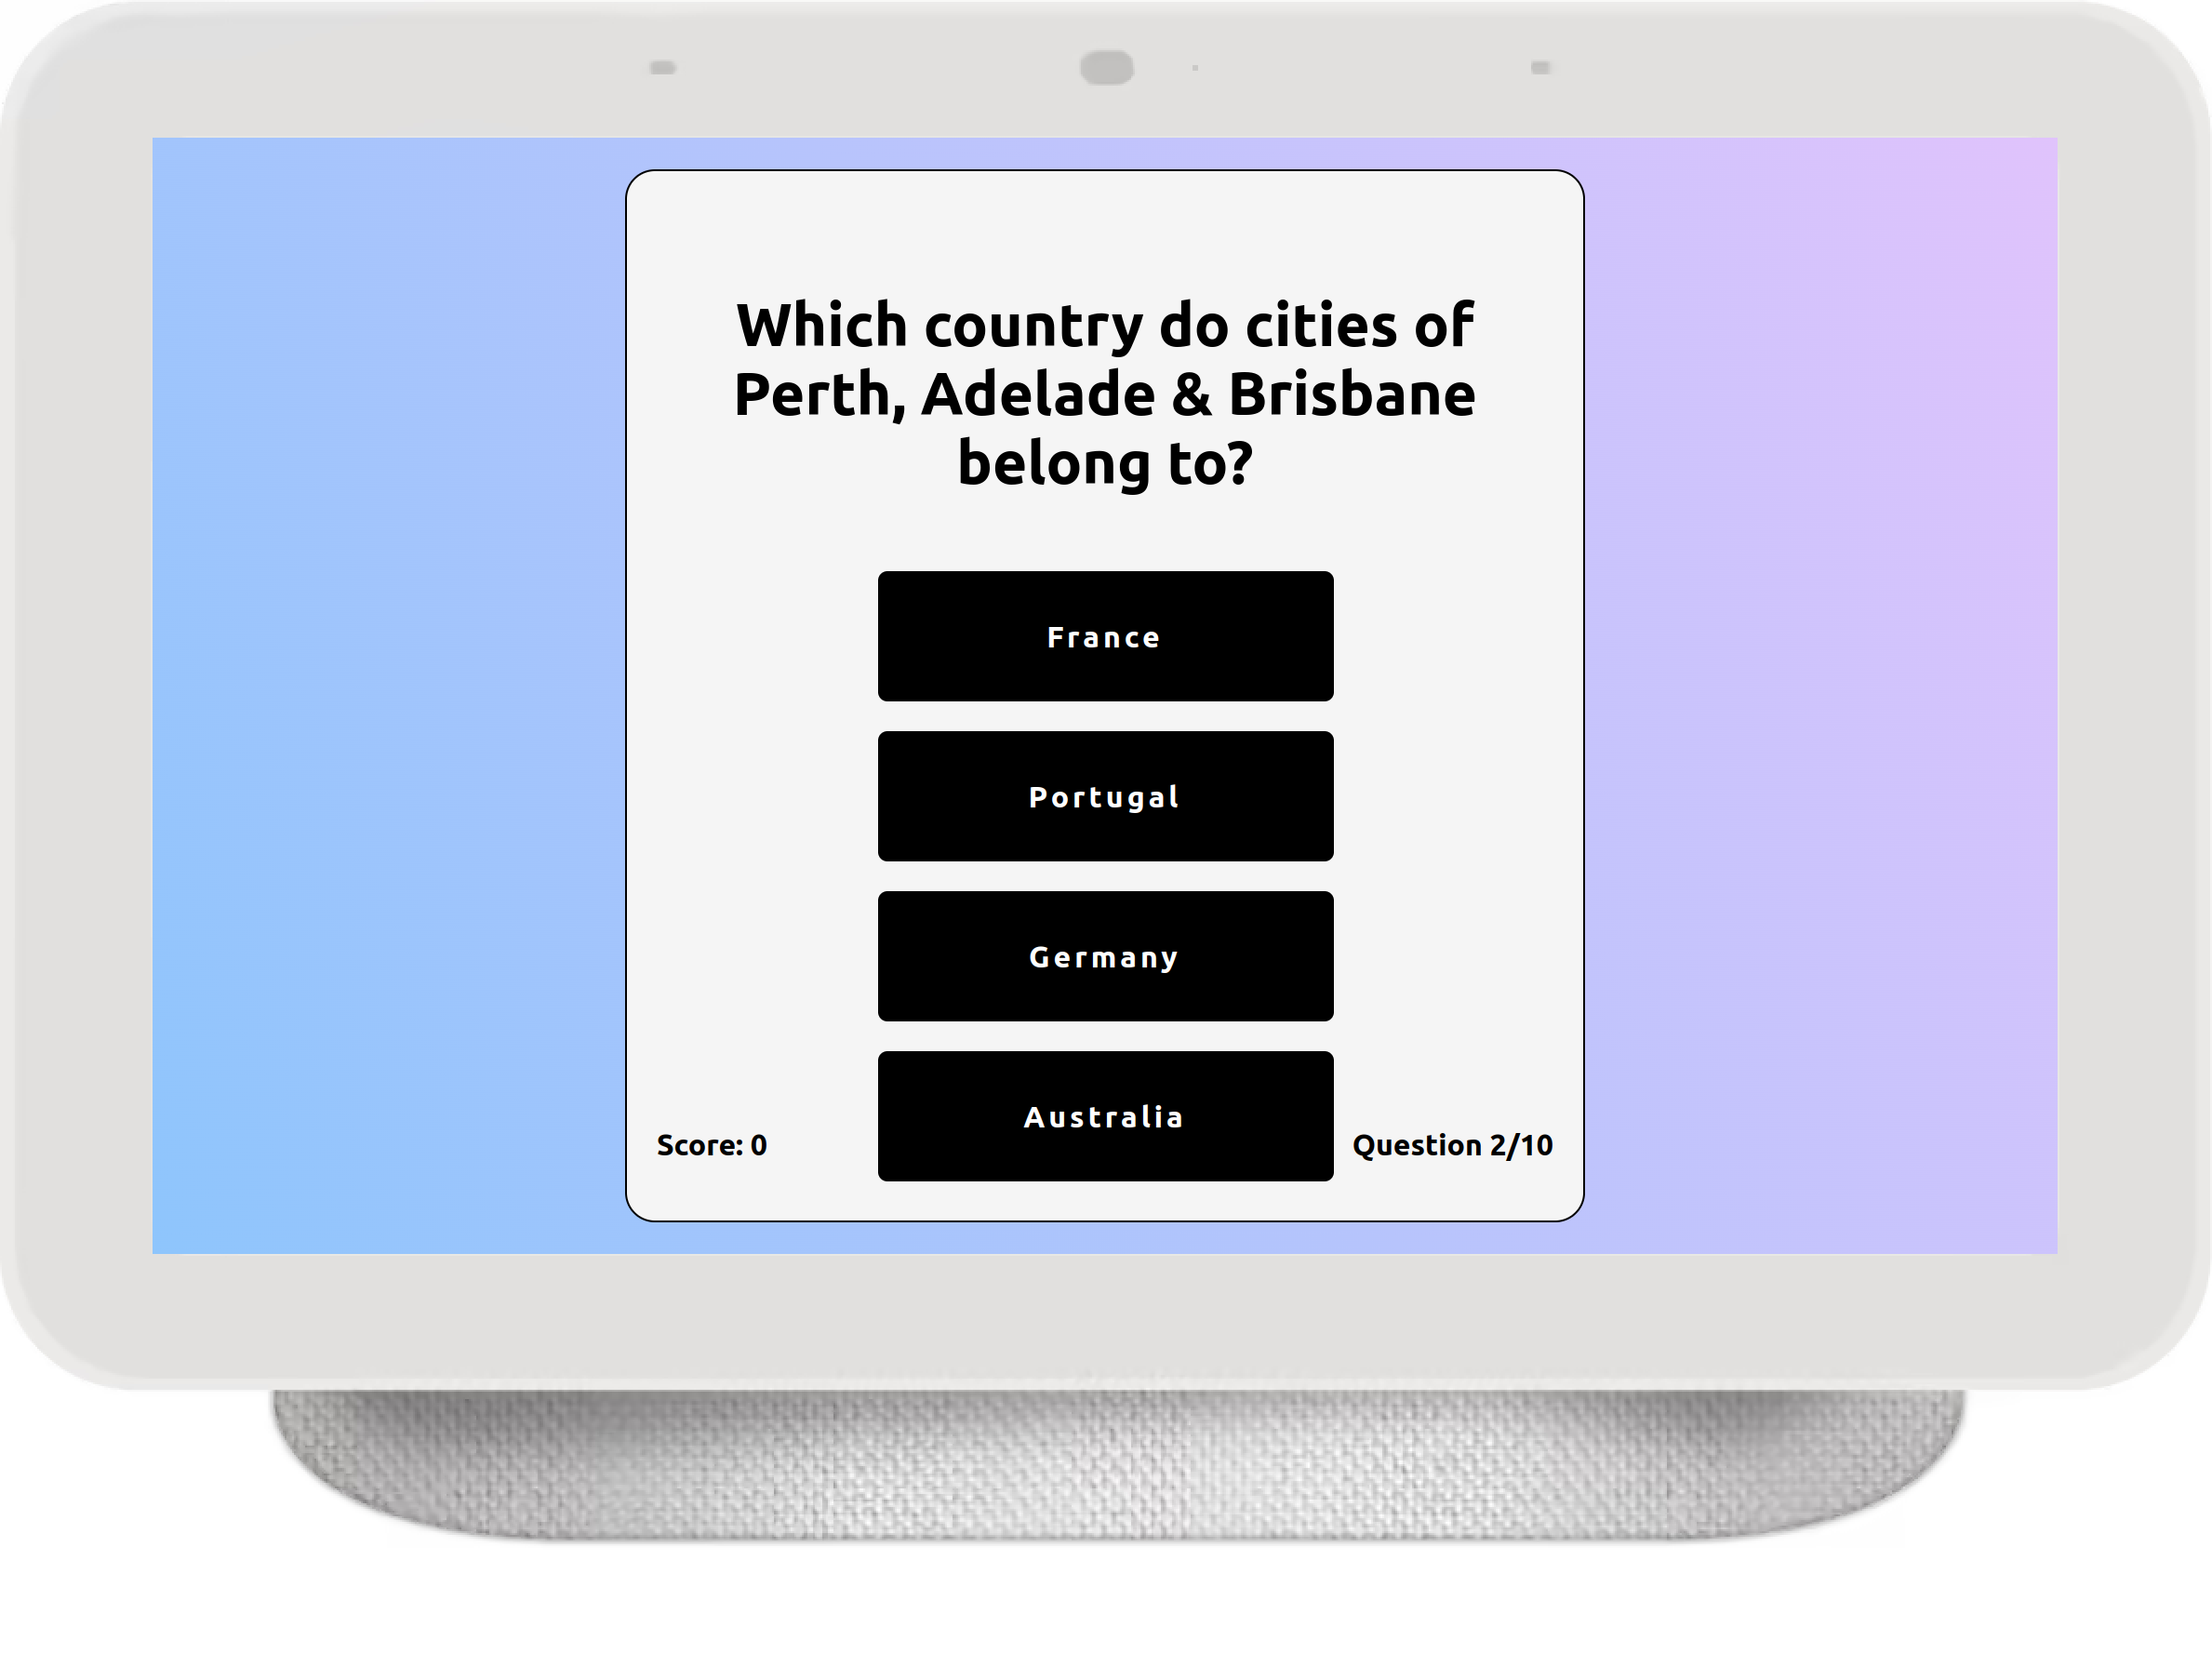 Which country do cities of
Perth, Adelade & Brisbane
belong to?
France
Portugal
Germany
Australia
Score: 0
Question 2/10